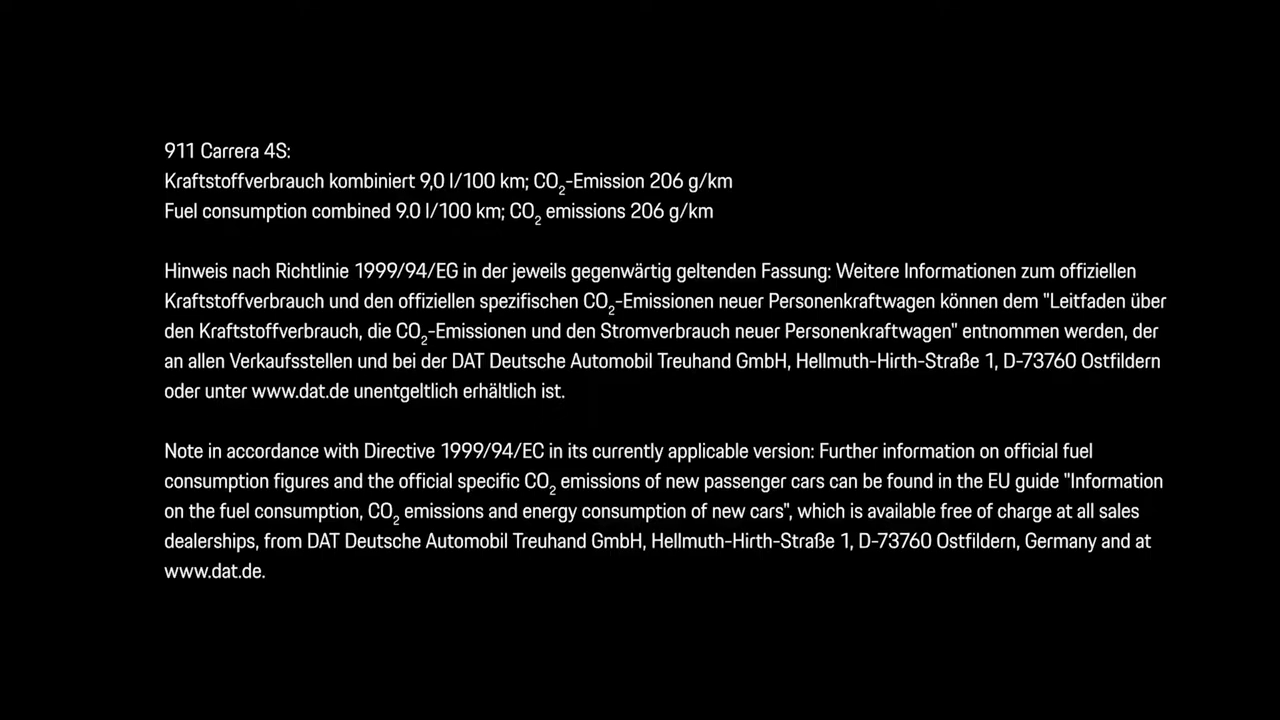 911 Carrera 4S:
Kraftstoffverbrauch kombiniert 9,0 l/100 km; CO₂-Emission 206 g/km
Fuel consumption combined 9.0 l/100 km; CO₂ emissions 206 g/km
Hinweis nach Richtlinie 1999/94/EG in der jeweils gegenwärtig geltenden Fassung: Weitere Informationen zum offiziellen
Kraftstoffverbrauch und den offiziellen spezifischen CO₂-Emissionen neuer Personenkraftwagen können dem "Leitfaden über
den Kraftstoffverbrauch, die CO₂-Emissionen und den Stromverbrauch neuer Personenkraftwagen" entnommen werden, der
an allen Verkaufsstellen und bei der DAT Deutsche Automobil Treuhand GmbH, Hellmuth-Hirth-Straße 1, D-73760 Ostfildern
oder unter www.dat.de unentgeltlich erhältlich ist.
Note in accordance with Directive 1999/94/EC in its currently applicable version: Further information on official fuel
consumption figures and the official specific CO₂ emissions of new passenger cars can be found in the EU guide "Information
on the fuel consumption, CO₂ emissions and energy consumption of new cars", which is available free of charge at all sales
dealerships, from DAT Deutsche Automobil Treuhand GmbH, Hellmuth-Hirth-Straße 1, D-73760 Ostfildern, Germany and at
www.dat.de.